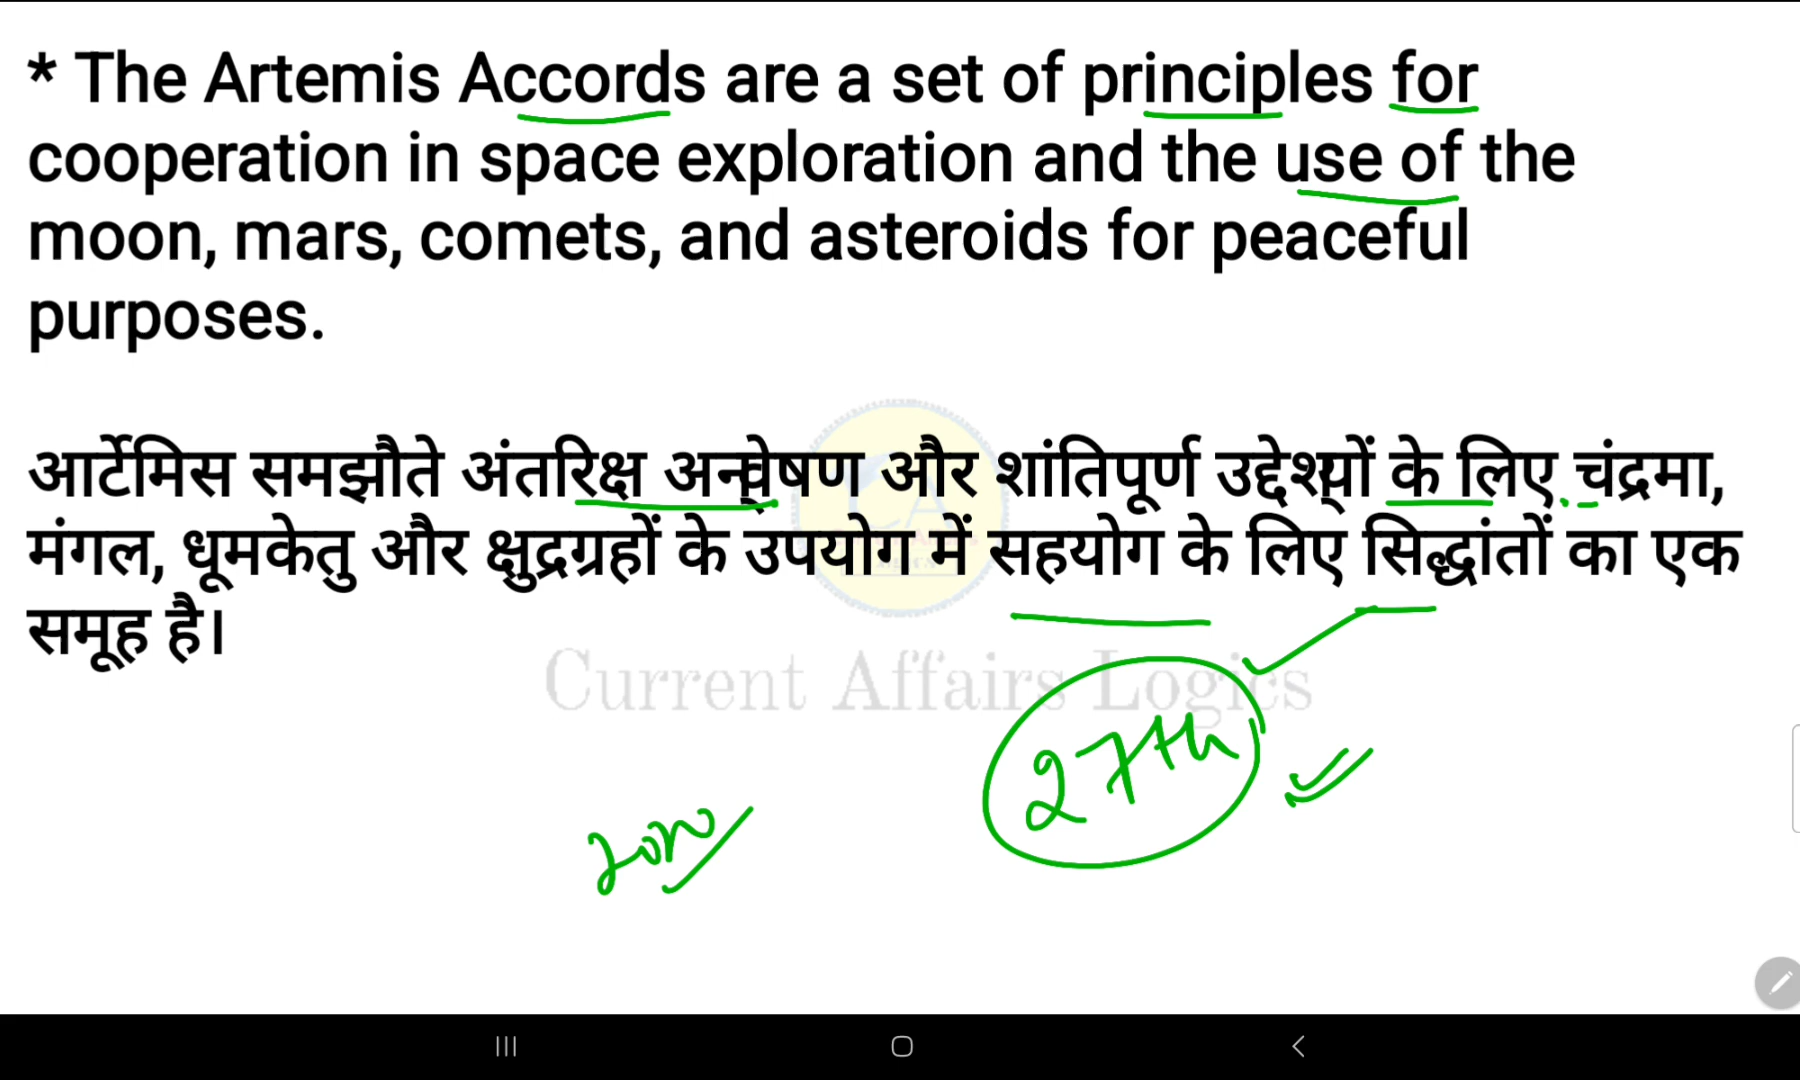 * The Artemis Accords are a set of principles for
cooperation in space exploration and the use of the
moon, mars, comets, and asteroids for peaceful
purposes.
आर्टेमिस समझौते अंतरिक्ष अन्वेषण और शांतिपूर्ण उद्देश्यों के लिए चंद्रमा,
मंगल, धूमकेतु और क्षुद्रग्रहों के उपयोग में सहयोग के लिए सिद्धांतों का एक
समूह है।
Current Affairs Logics
27th